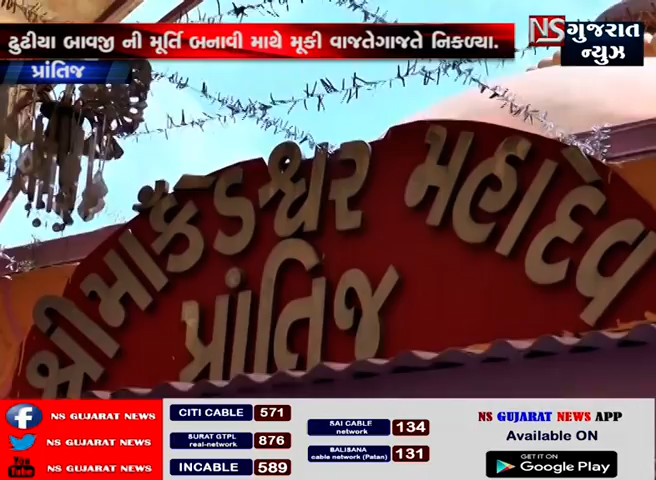 ઢુઢીયા બાવજી ની મૂર્તિ બનાવી માથે મૂકી વાજતેગાજતે નિકળ્યા.
પ્રાંતિજ
NS ગુજરાત
ન્યુઝ
શ્રી માર્કંડેશ્વર મહાદેવ
પ્રાંતિજ
NS GUJARAT NEWS
NS GUJARAT NEWS
You Tube NS GUJARAT NEWS
CITI CABLE 571
SURAT GTPL
real-network 876
INCABLE 589
SAI CABLE
network 134
BALISANA
cable network (Patan) 131
NS GUJARAT NEWS APP
Available ON
GET IT ON
Google Play